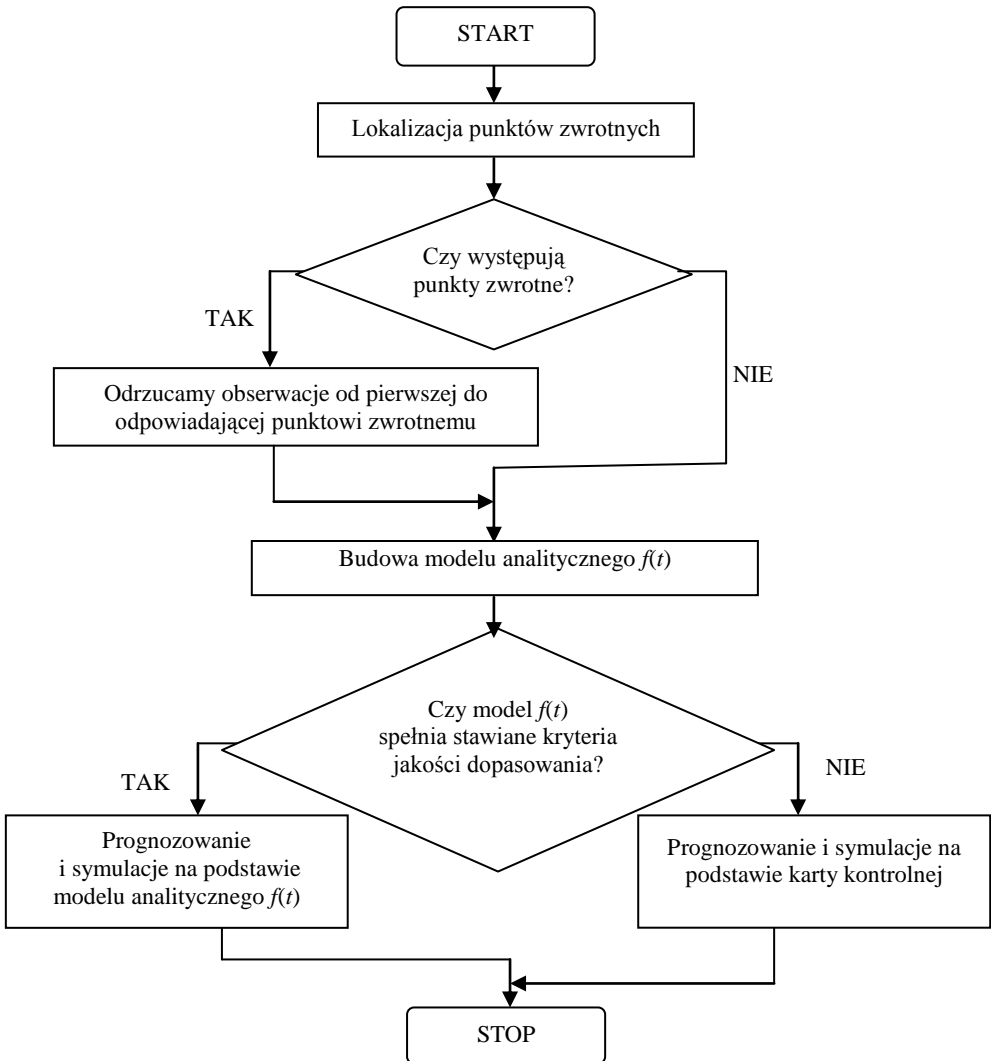 START
Lokalizacja punktów zwrotnych
Czy występują
punkty zwrotne?
TAK
NIE
Odrzucamy obserwacje od pierwszej do
odpowiadającej punktowi zwrotnemu
Budowa modelu analitycznego f(t)
Czy model f(t)
spełnia stawiane kryteria
jakości dopasowania?
TAK
NIE
Prognozowanie
i symulacje na podstawie
modelu analitycznego f(t)
Prognozowanie i symulacje na
podstawie karty kontrolnej
STOP